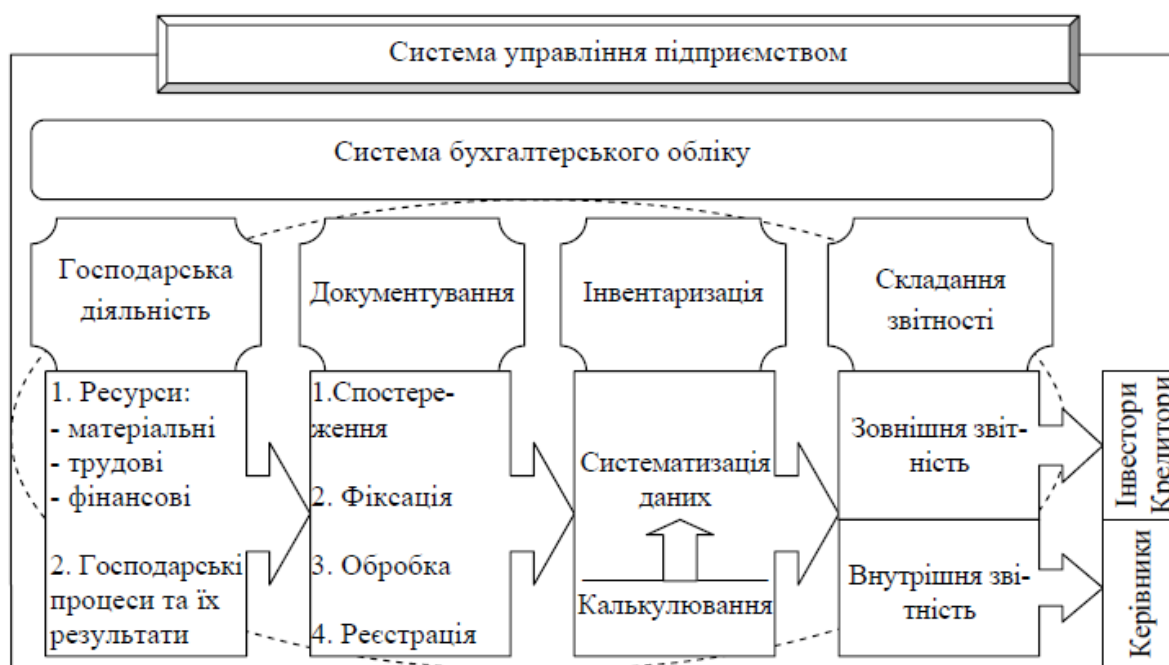 Система управління підприємством
Система бухгалтерського обліку
Господарська
діяльність
Документування
Інвентаризація
Складання
звітності
1. Ресурси:
- матеріальні
- трудові
- фінансові
2. Господарські
процеси та їх
результати
1.Спостере-
ження
2. Фіксація
3. Обробка
4. Реєстрація
Систематизація
даних
Калькулювання
Зовнішня звіт-
ність
Внутрішня зві-
тність
Інвестори
Кредитори
Керівники